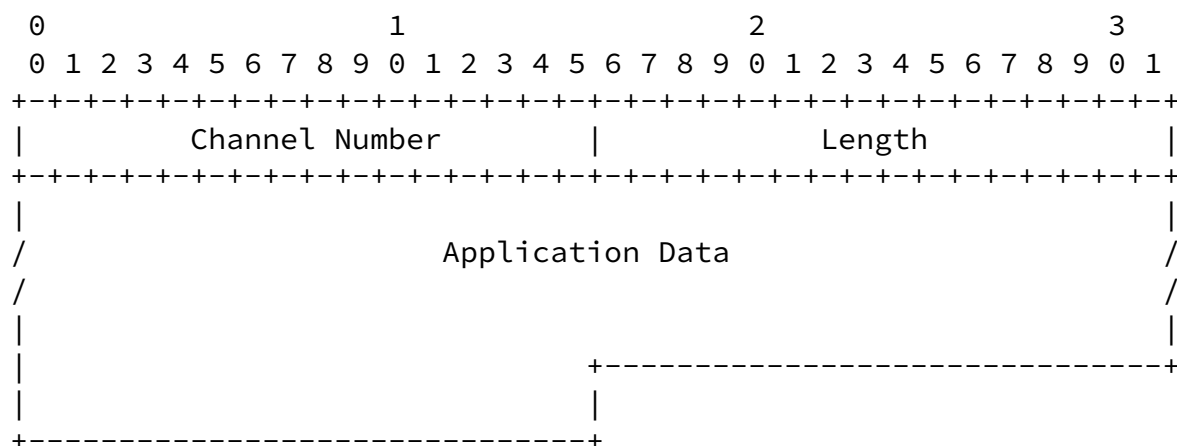 0                   1                   2                   3
0 1 2 3 4 5 6 7 8 9 0 1 2 3 4 5 6 7 8 9 0 1 2 3 4 5 6 7 8 9 0 1
+-+-+-+-+-+-+-+-+-+-+-+-+-+-+-+-+-+-+-+-+-+-+-+-+-+-+-+-+-+-+-+-+
|         Channel Number        |            Length             |
+-+-+-+-+-+-+-+-+-+-+-+-+-+-+-+-+-+-+-+-+-+-+-+-+-+-+-+-+-+-+-+-+
|                                                               |
/                       Application Data                        /
/                                                               /
|                                                               |
|                               +-------------------------------+
|                               |
+-------------------------------+